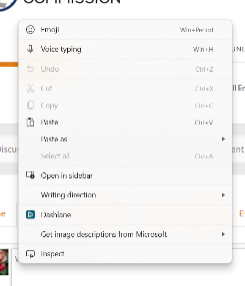 COMMISSION
Emoji Win+Period
Voice typing Win+H
Undo Ctrl+Z
Cut Ctrl+X
Copy Ctrl+C
Paste Ctrl+V
Paste as
Select all Ctrl+A
Open in sidebar
Writing direction
Dashlane
Get image descriptions from Microsoft
Inspect